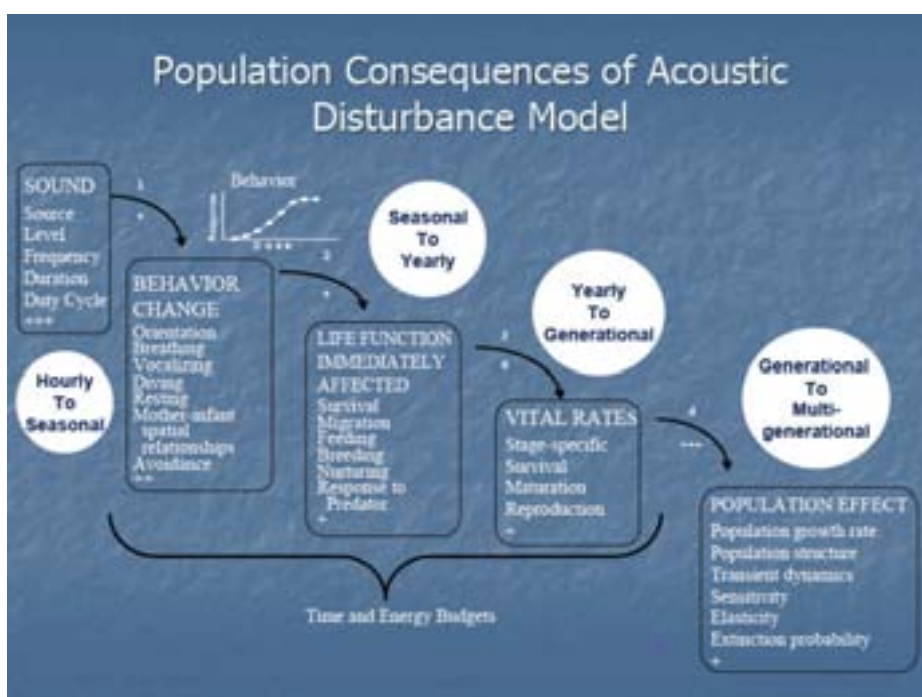 Population Consequences of Acoustic
Disturbance Model
SOUND
Source
Level
Frequency
Duration
Duty Cycle
+++
1
+
Behavior
Hourly
To
Seasonal
BEHAVIOR
CHANGE
Orientation
Breathing
Vocalizing
Diving
Resting
Mother-infant
spatial
relationships
Avoidance
++
2
+
Seasonal
To
Yearly
LIFE FUNCTION
IMMEDIATELY
AFFECTED
Survival
Migration
Feeding
Breeding
Nurturing
Response to
Predator
+
3
Yearly
To
Generational
VITAL RATES
Stage-specific
Survival
Maturation
Reproduction
+
4
+++
Generational
To
Multi-
generational
POPULATION EFFECT
Population growth rate
Population structure
Transient dynamics
Sensitivity
Elasticity
Extinction probability
+
Time and Energy Budgets